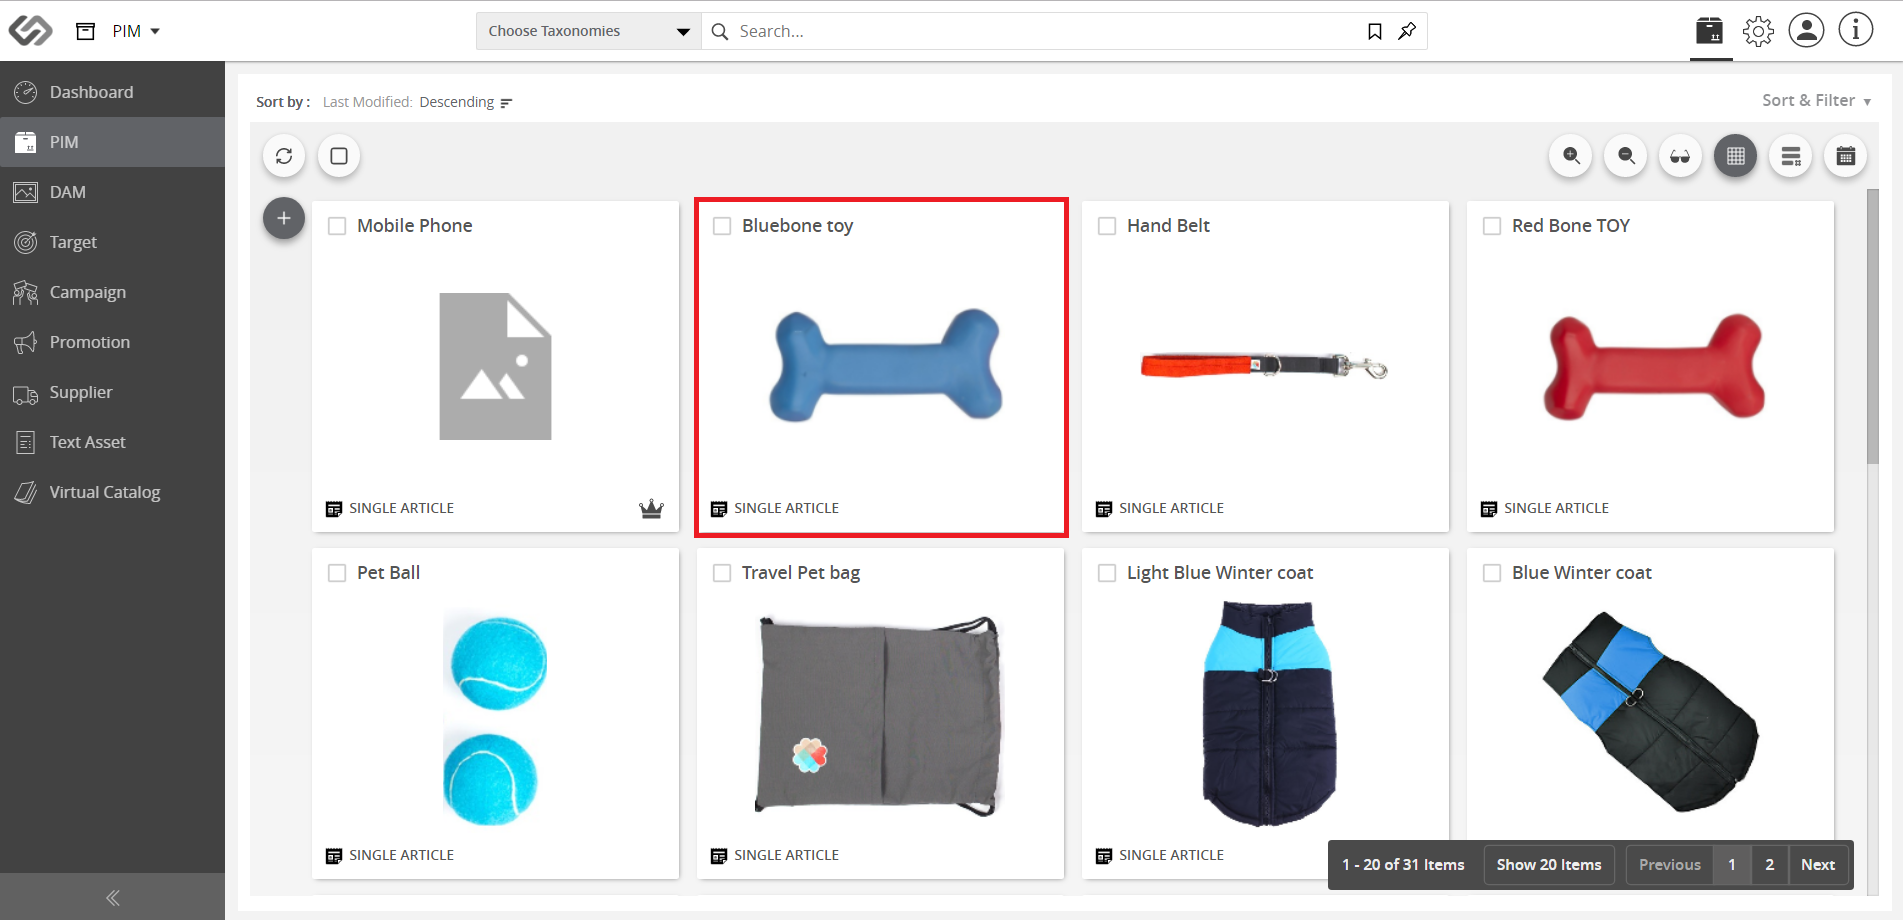 PIM
Choose Taxonomies
Search...
Dashboard
PIM
DAM
Target
Campaign
Promotion
Supplier
Text Asset
Virtual Catalog
Sort by : Last Modified: Descending
Sort & Filter
Mobile Phone
SINGLE ARTICLE
Bluebone toy
SINGLE ARTICLE
Hand Belt
SINGLE ARTICLE
Red Bone TOY
SINGLE ARTICLE
Pet Ball
SINGLE ARTICLE
Travel Pet bag
SINGLE ARTICLE
Light Blue Winter coat
SINGLE ARTICLE
Blue Winter coat
1 - 20 of 31 Items
Show 20 Items
Previous 1 2 Next